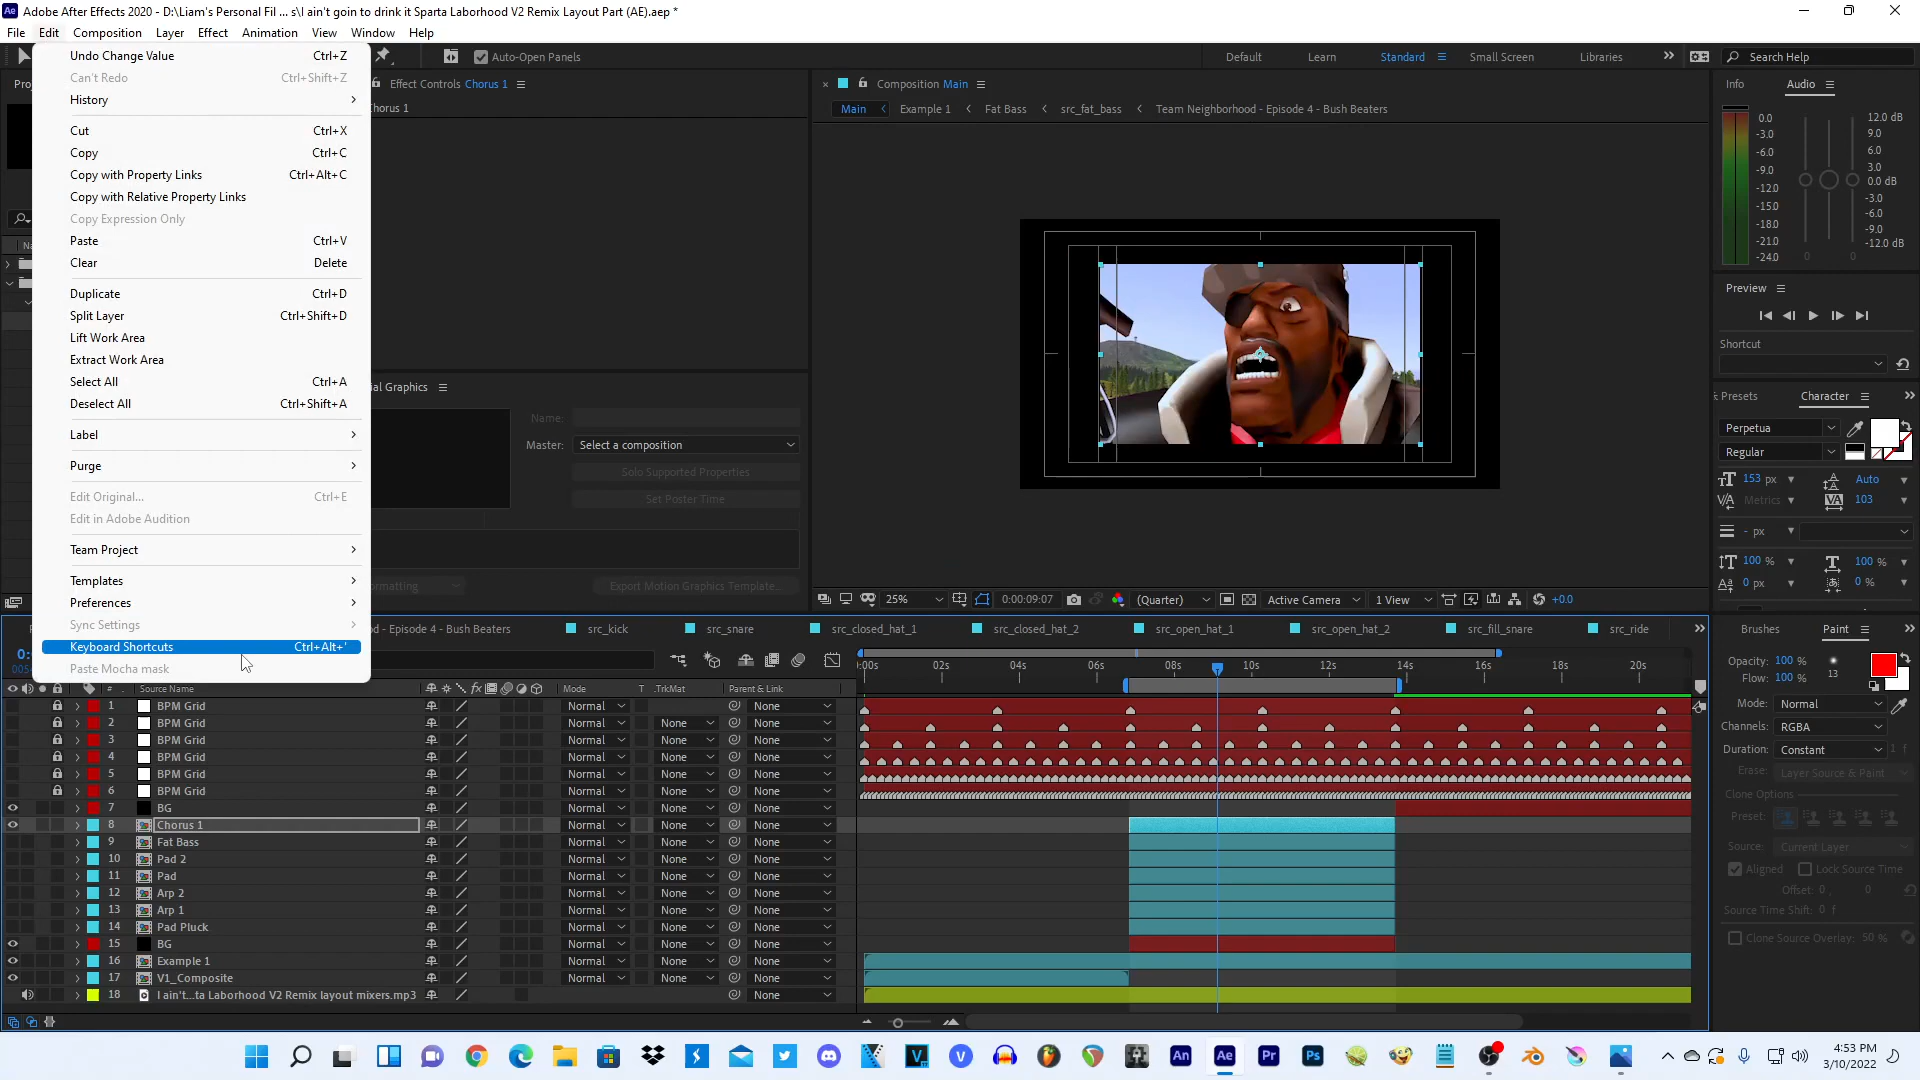 Adobe After Effects 2020 - D:\Liam's Personal Fil ... s\I ain't goin to drink it Sparta Laborhood V2 Remix Layout Part (AE).aep *
File Edit Composition Layer Effect Animation View Window Help
Undo Change Value Ctrl+Z
Can't Redo Ctrl+Shift+Z
History
Cut Ctrl+X
Copy Ctrl+C
Copy with Property Links Ctrl+Alt+C
Copy with Relative Property Links
Copy Expression Only
Paste Ctrl+V
Clear Delete
Duplicate Ctrl+D
Split Layer Ctrl+Shift+D
Lift Work Area
Extract Work Area
Select All Ctrl+A
Deselect All Ctrl+Shift+A
Label
Purge
Edit Original... Ctrl+E
Edit in Adobe Audition
Team Project
Templates
Preferences
Sync Settings
Keyboard Shortcuts Ctrl+Alt+'
Paste Mocha mask
Auto-Open Panels
Default Learn Standard Small Screen Libraries
Search Help
Effect Controls Chorus 1
Composition Main
Main Example 1 Fat Bass src_fat_bass Team Neighborhood - Episode 4 - Bush Beaters
ial Graphics
Name:
Master: Select a composition
Solo Supported Properties
Set Poster Time
Export Motion Graphics Template...
25% 0:00:09:07 (Quarter) Active Camera 1 View +0.0
Info Audio
0.0 12.0 dB
-3.0 9.0
-6.0 6.0
-9.0 3.0
-12.0 0.0 dB
-15.0 -3.0
-18.0 -6.0
-21.0 -9.0
-24.0 -12.0 dB
0 0
Preview
Shortcut
Presets Character
Perpetua
Regular
153 px Auto
Metrics 103
- px
100 % 100 %
0 px 0 %
d - Episode 4 - Bush Beaters src_kick src_snare src_closed_hat_1 src_closed_hat_2 src_open_hat_1 src_open_hat_2 src_fill_snare src_ride
:00s 02s 04s 06s 08s 10s 12s 14s 16s 18s 20s
# Source Name Mode T .TrkMat Parent & Link
1 BPM Grid Normal None
2 BPM Grid Normal None None
3 BPM Grid Normal None None
4 BPM Grid Normal None None
5 BPM Grid Normal None None
6 BPM Grid Normal None None
7 BG Normal None None
8 Chorus 1 Normal None None
9 Fat Bass Normal None None
10 Pad 2 Normal None None
11 Pad Normal None None
12 Arp 2 Normal None None
13 Arp 1 Normal None None
14 Pad Pluck Normal None None
15 BG Normal None None
16 Example 1 Normal None None
17 V1_Composite Normal None None
18 I ain't...ta Laborhood V2 Remix layout mixers.mp3 None
Brushes Paint
Opacity: 100 %
Flow: 100 %
13
Mode: Normal
Channels: RGBA
Duration: Constant 1 f
Erase: Layer Source & Paint
Clone Options
Preset:
Source: Current Layer
Aligned Lock Source Time
Offset: 0 , 0
Source Time Shift: 0 f
Clone Source Overlay: 50 %
4:53 PM
3/10/2022